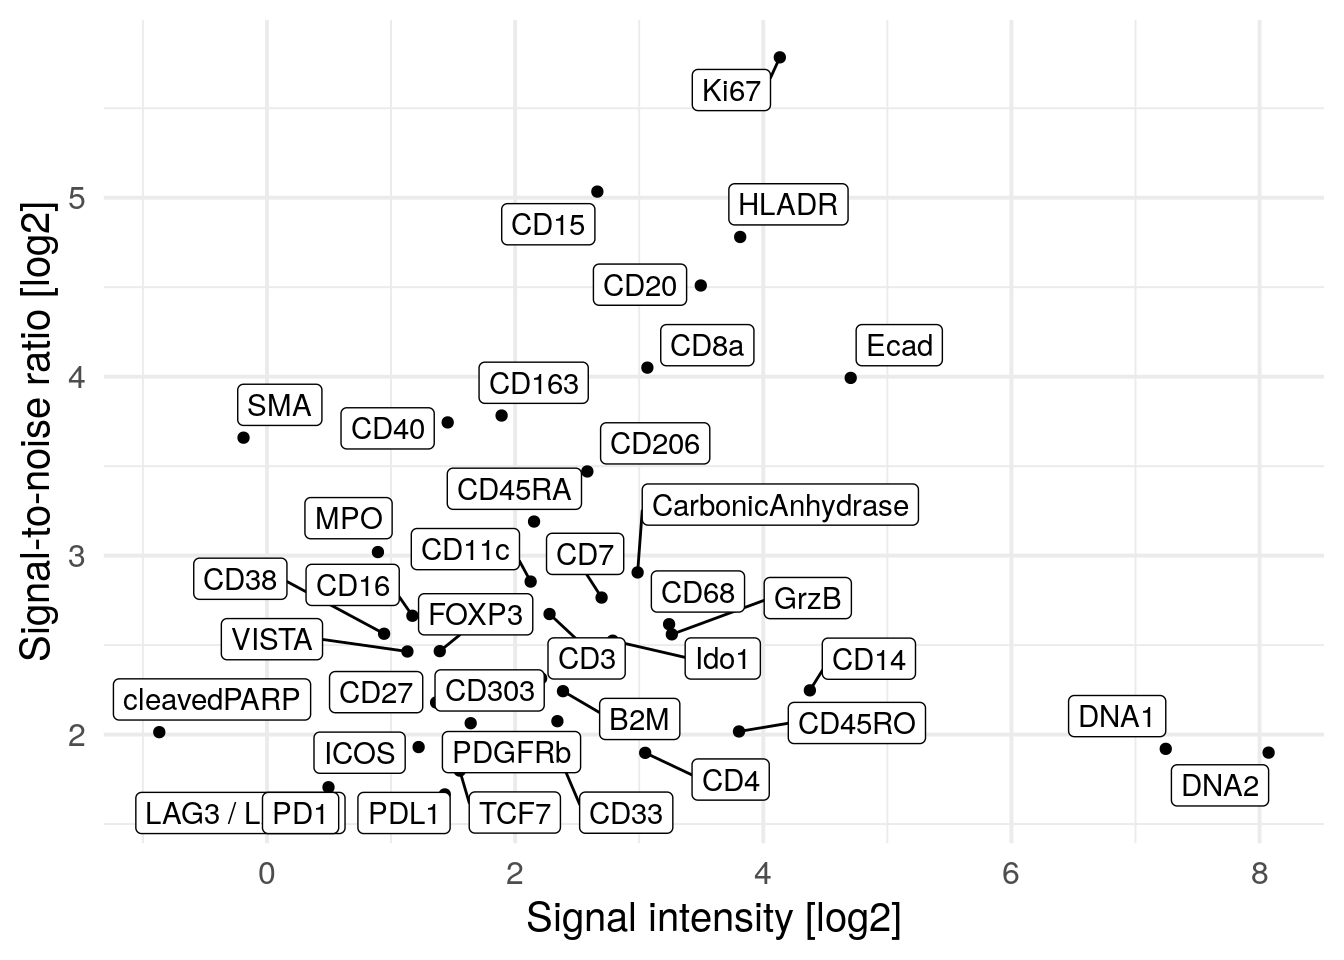 Ki67
5
HLADR
CD15
CD20
CD8a
Ecad
4
CD163
SMA
CD40
CD206
CD45RA
CarbonicAnhydrase
MPO
CD11c
CD7
3
CD38
CD16
CD68
GrzB
FOXP3
VISTA
CD3
Ido1
CD14
CD27
CD303
cleavedPARP
B2M
CD45RO
DNA1
2
ICOS
PDGFRb
CD4
DNA2
LAG3 / L
PD1
PDL1
TCF7
CD33
0 2 4 6 8
Signal intensity [log2]
Signal-to-noise ratio [log2]